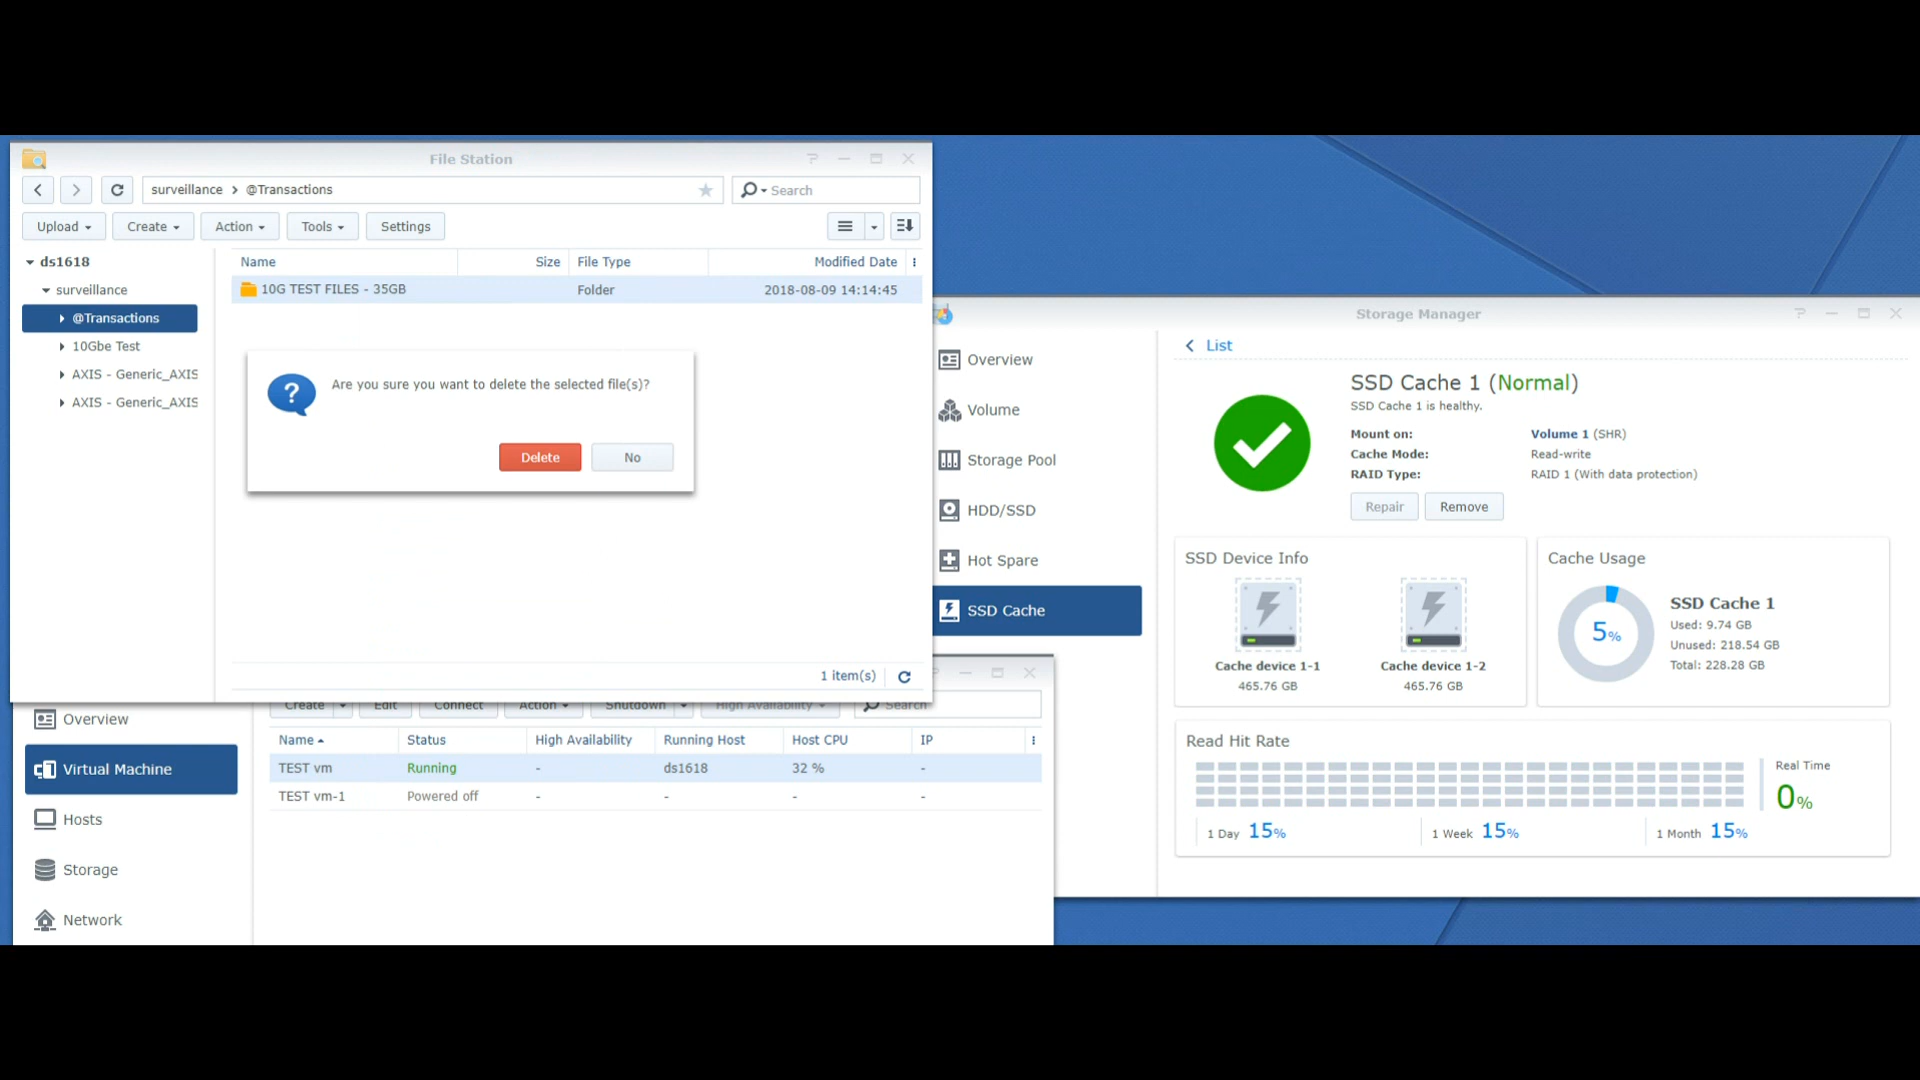 File Station
surveillance > @Transactions
Search
Upload
Create
Action
Tools
Settings
ds1618
surveillance
@Transactions
10Gbe Test
AXIS - Generic_AXIS
AXIS - Generic_AXIS
Name
Size
File Type
Modified Date
10G TEST FILES - 35GB
Folder
2018-08-09 14:14:45
Are you sure you want to delete the selected file(s)?
Delete
No
1 item(s)
Storage Manager
Overview
Volume
Storage Pool
HDD/SSD
Hot Spare
SSD Cache
List
SSD Cache 1 (Normal)
SSD Cache 1 is healthy.
Mount on: Volume 1 (SHR)
Cache Mode: Read-write
RAID Type: RAID 1 (With data protection)
Repair
Remove
SSD Device Info
Cache device 1-1
465.76 GB
Cache device 1-2
465.76 GB
Cache Usage
5%
SSD Cache 1
Used: 9.74 GB
Unused: 218.54 GB
Total: 228.28 GB
Read Hit Rate
Real Time
0%
1 Day 15%
1 Week 15%
1 Month 15%
Overview
Virtual Machine
Hosts
Storage
Network
Create
Edit
Connect
Action
Shutdown
High Availability
Search
Name Status High Availability Running Host Host CPU IP
TEST vm Running - ds1618 32 % -
TEST vm-1 Powered off - - - -